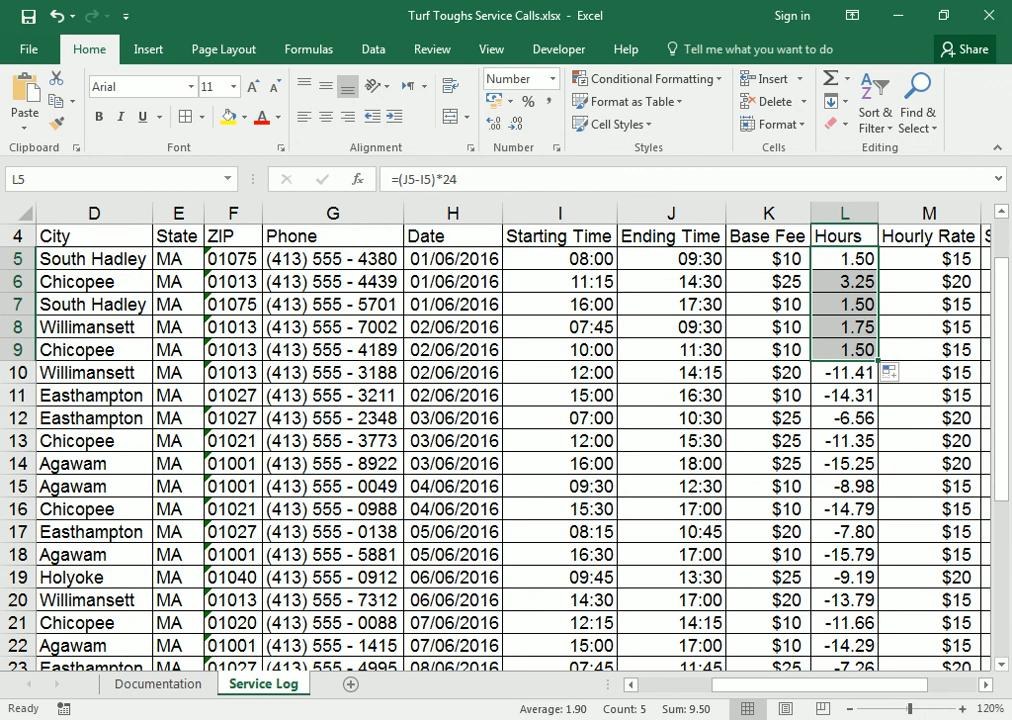 Turf Toughs Service Calls.xlsx - Excel
Sign in
File Home Insert Page Layout Formulas Data Review View Developer Help Tell me what you want to do Share
Arial 11 Number
Conditional Formatting Insert
Paste Format as Table Delete Sort & Find &
B I U A Cell Styles Format Filter Select
Clipboard Font Alignment Number Styles Cells Editing
L5 fx =(J5-I5)*24
D E F G H I J K L M
4 City State ZIP Phone Date Starting Time Ending Time Base Fee Hours Hourly Rate
5 South Hadley MA 01075 (413) 555 - 4380 01/06/2016 08:00 09:30 $10 1.50 $15
6 Chicopee MA 01013 (413) 555 - 4439 01/06/2016 11:15 14:30 $25 3.25 $20
7 South Hadley MA 01075 (413) 555 - 5701 01/06/2016 16:00 17:30 $10 1.50 $15
8 Willimansett MA 01013 (413) 555 - 7002 02/06/2016 07:45 09:30 $10 1.75 $15
9 Chicopee MA 01013 (413) 555 - 4189 02/06/2016 10:00 11:30 $10 1.50 $15
10 Willimansett MA 01013 (413) 555 - 3188 02/06/2016 12:00 14:15 $20 -11.41 $15
11 Easthampton MA 01027 (413) 555 - 3211 02/06/2016 15:00 16:30 $10 -14.31 $15
12 Easthampton MA 01027 (413) 555 - 2348 03/06/2016 07:00 10:30 $25 -6.56 $20
13 Chicopee MA 01021 (413) 555 - 3773 03/06/2016 12:00 15:30 $25 -11.35 $20
14 Agawam MA 01001 (413) 555 - 8922 03/06/2016 16:00 18:00 $25 -15.25 $20
15 Agawam MA 01001 (413) 555 - 0049 04/06/2016 09:30 12:30 $10 -8.98 $15
16 Chicopee MA 01021 (413) 555 - 0988 04/06/2016 15:30 17:00 $10 -14.79 $15
17 Easthampton MA 01027 (413) 555 - 0138 05/06/2016 08:15 10:45 $20 -7.80 $15
18 Agawam MA 01001 (413) 555 - 5881 05/06/2016 16:30 17:00 $10 -15.79 $15
19 Holyoke MA 01040 (413) 555 - 0912 06/06/2016 09:45 13:30 $25 -9.19 $20
20 Willimansett MA 01013 (413) 555 - 7312 06/06/2016 14:30 17:00 $20 -13.79 $15
21 Chicopee MA 01020 (413) 555 - 0088 07/06/2016 12:15 14:15 $10 -11.66 $15
22 Agawam MA 01001 (413) 555 - 1415 07/06/2016 15:00 17:00 $10 -14.29 $15
23 Easthampton MA 01027 (413) 555 - 4995 08/06/2016 07:45 11:45 $25 -7.26 $20
Documentation Service Log
Ready Average: 1.90 Count: 5 Sum: 9.50 120%